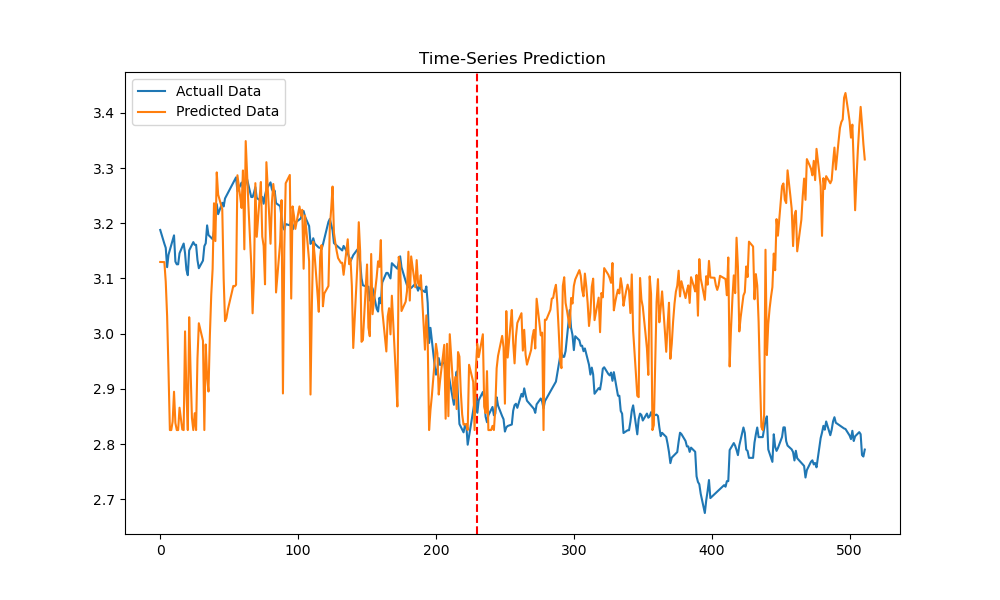 Time-Series Prediction
Actuall Data
Predicted Data
3.4
3.3
3.2
3.1
3.0
2.9
2.8
2.7
0 100 200 300 400 500